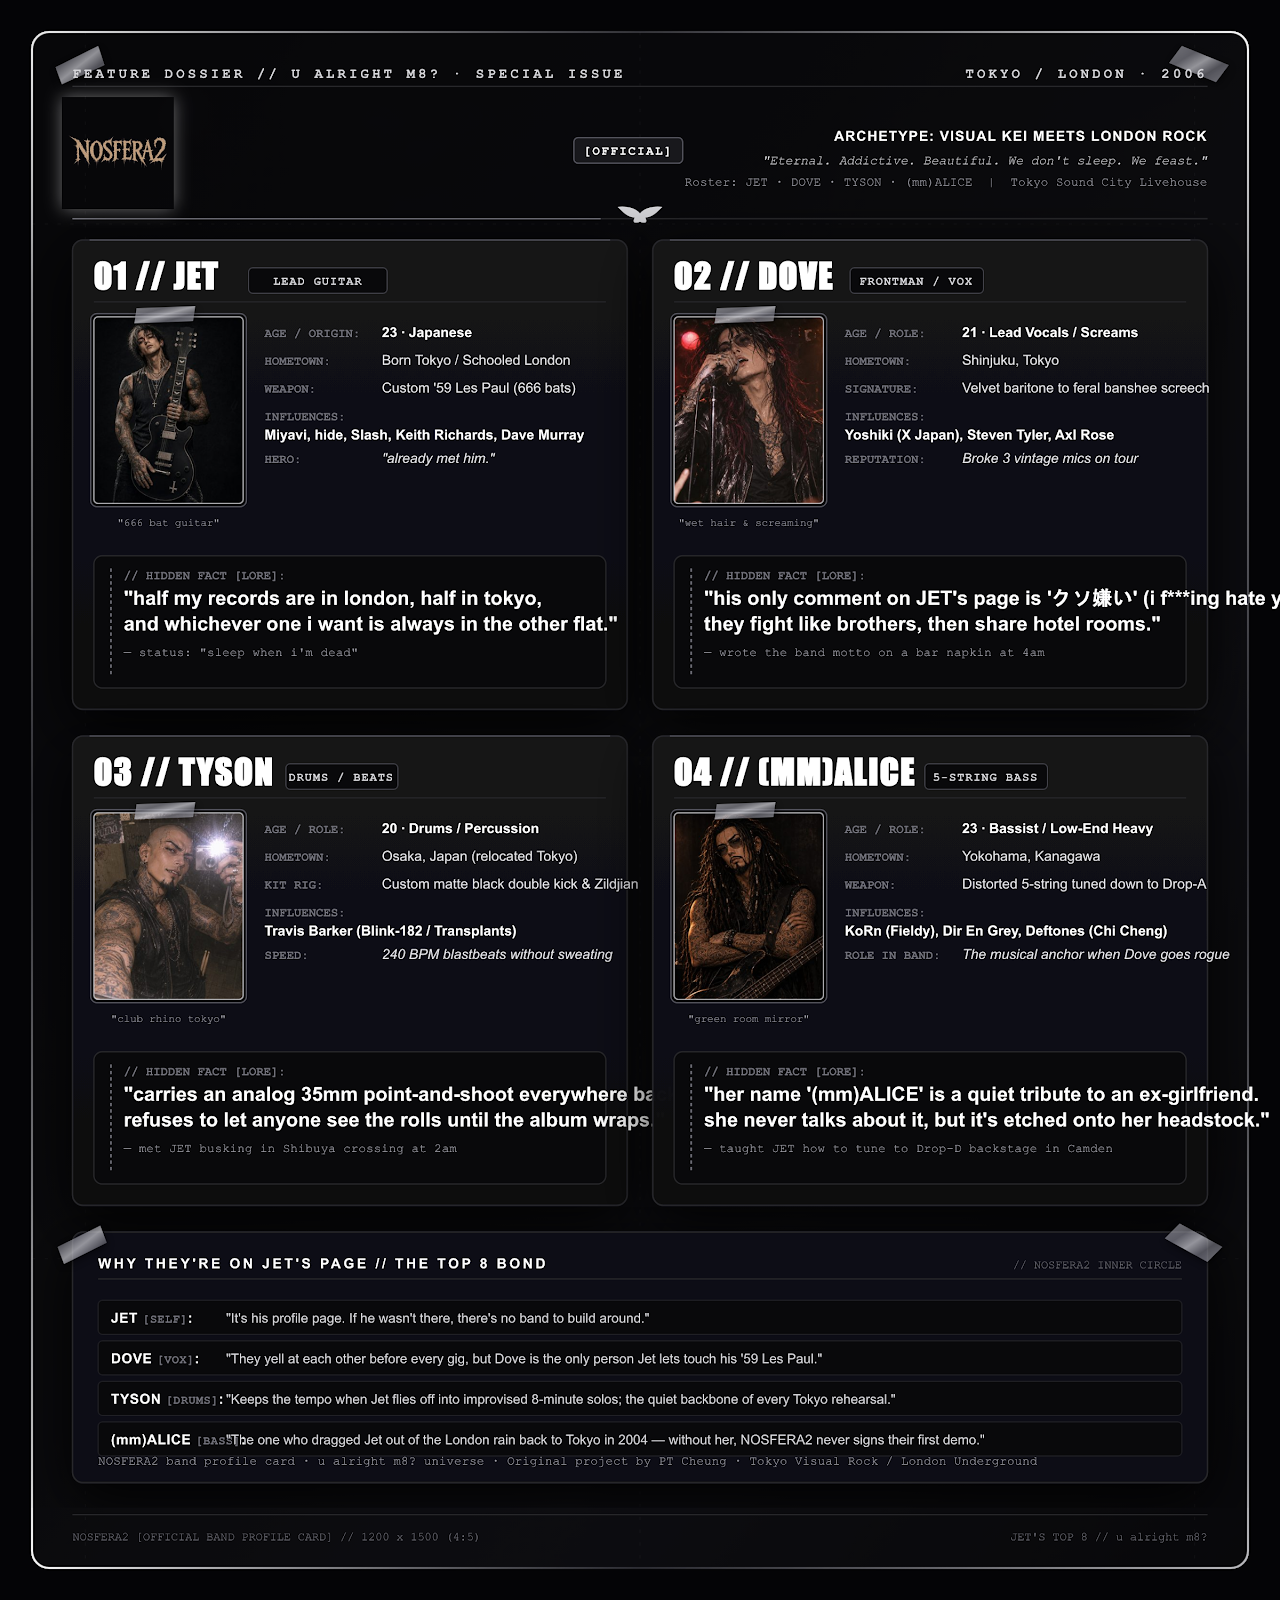 FEATURE DOSSIER // U ALRIGHT M8? · SPECIAL ISSUE
TOKYO / LONDON · 2006
NOSFERA2
[OFFICIAL]
ARCHETYPE: VISUAL KEI MEETS LONDON ROCK
"Eternal. Addictive. Beautiful. We don't sleep. We feast."
Roster: JET · DOVE · TYSON · (mm)ALICE | Tokyo Sound City Livehouse
01 // JET
LEAD GUITAR
AGE / ORIGIN: 23 · Japanese
HOMETOWN: Born Tokyo / Schooled London
WEAPON: Custom '59 Les Paul (666 bats)
INFLUENCES:
Miyavi, hide, Slash, Keith Richards, Dave Murray
HERO: "already met him."
"666 bat guitar"
// HIDDEN FACT [LORE]:
"half my records are in london, half in tokyo,
and whichever one i want is always in the other flat."
— status: "sleep when i'm dead"
02 // DOVE
FRONTMAN / VOX
AGE / ROLE: 21 · Lead Vocals / Screams
HOMETOWN: Shinjuku, Tokyo
SIGNATURE: Velvet baritone to feral banshee screech
INFLUENCES:
Yoshiki (X Japan), Steven Tyler, Axl Rose
REPUTATION: Broke 3 vintage mics on tour
"wet hair & screaming"
// HIDDEN FACT [LORE]:
"his only comment on JET's page is 'クソ嫌い' (i f***ing hate
they fight like brothers, then share hotel rooms."
— wrote the band motto on a bar napkin at 4am
03 // TYSON
DRUMS / BEATS
AGE / ROLE: 20 · Drums / Percussion
HOMETOWN: Osaka, Japan (relocated Tokyo)
KIT RIG: Custom matte black double kick & Zildjian
INFLUENCES:
Travis Barker (Blink-182 / Transplants)
SPEED: 240 BPM blastbeats without sweating
"club rhino tokyo"
// HIDDEN FACT [LORE]:
"carries an analog 35mm point-and-shoot everywhere
refuses to let anyone see the rolls until the album wraps.
— met JET busking in Shibuya crossing at 2am
04 // (MM)ALICE
5-STRING BASS
AGE / ROLE: 23 · Bassist / Low-End Heavy
HOMETOWN: Yokohama, Kanagawa
WEAPON: Distorted 5-string tuned down to Drop-A
INFLUENCES:
KoRn (Fieldy), Dir En Grey, Deftones (Chi Cheng)
ROLE IN BAND: The musical anchor when Dove goes rogue
"green room mirror"
// HIDDEN FACT [LORE]:
"her name '(mm)ALICE' is a quiet tribute to an ex-girlfriend.
she never talks about it, but it's etched onto her headstock."
— taught JET how to tune to Drop-D backstage in Camden
WHY THEY'RE ON JET'S PAGE // THE TOP 8 BOND
// NOSFERA2 INNER CIRCLE
JET [SELF]: "It's his profile page. If he wasn't there, there's no band to build around."
DOVE [VOX]: "They yell at each other before every gig, but Dove is the only person Jet lets touch his '59 Les Paul."
TYSON [DRUMS]: "Keeps the tempo when Jet flies off into improvised 8-minute solos; the quiet backbone of every Tokyo rehearsal."
(mm)ALICE [BASS]: "The one who dragged Jet out of the London rain back to Tokyo in 2004 — without her, NOSFERA2 never signs their first demo."
NOSFERA2 band profile card · u alright m8? universe · Original project by PT Cheung · Tokyo Visual Rock / London Underground
NOSFERA2 [OFFICIAL BAND PROFILE CARD] // 1200 x 1500 (4:5)
JET'S TOP 8 // u alright m8?